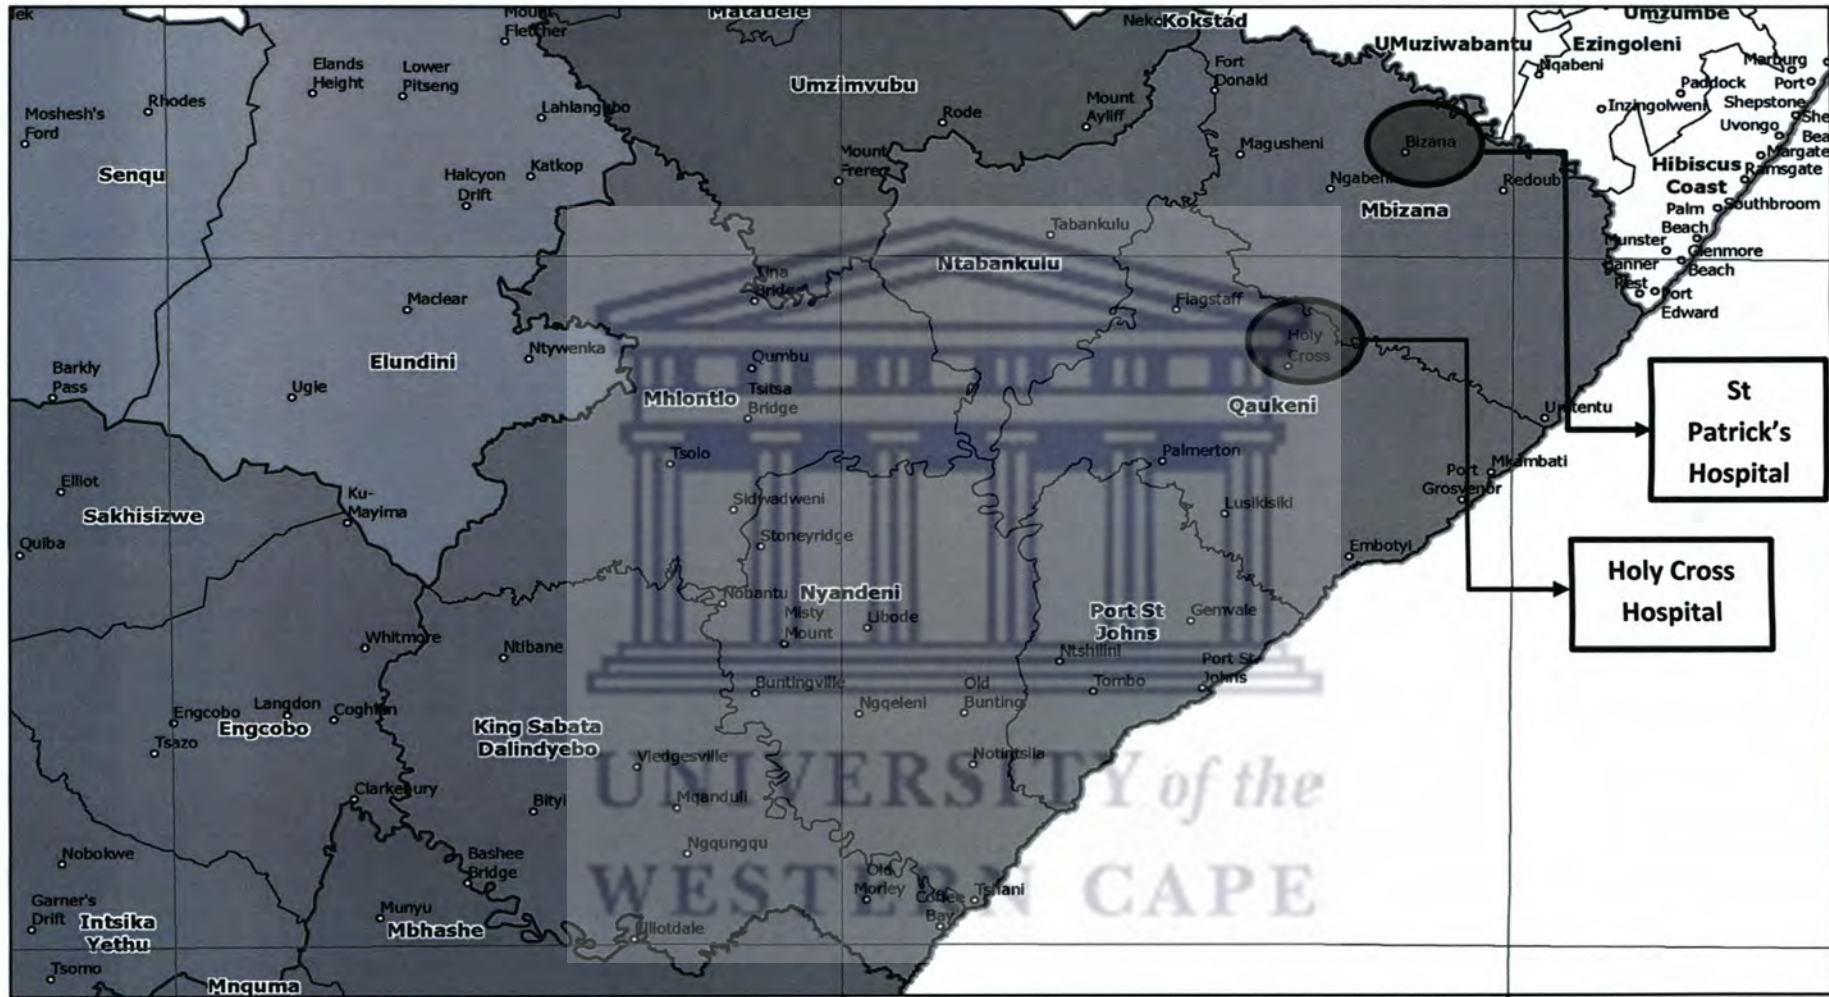 Matatiele
Kokstad
Umzumbe
Mount
Fletcher
UMuziwabantu
Ezingoleni
Nqabeni
Marburg
Elands
Height
Lower
Pitseng
Fort
Donald
Paddock
Port
Shepstone
Umzimvubu
Rhodes
Moshesh's
Ford
Lahlangubo
Rode
Mount
Ayliff
Inzingolweni
Uvongo
Magusheni
Bizana
Margate
Senqu
Halcyon
Drift
Katkop
Mount
Frere
Hibiscus
Coast
Ramsgate
Redoubt
Mbizana
Palm
Beach
Southbroom
Tabankulu
Ntabankulu
Munster
Glenmore
Beach
Banner
Rest
Port
Edward
Tina
Bridge
Maclear
Flagstaff
Holy
Cross
Elundini
Ntywenka
Qumbu
Barkly
Pass
Ugie
Tsitsa
Bridge
Mhlontlo
Qaukeni
St
Patrick's
Hospital
Tsolo
Palmerton
Port
Grosvenor
Mkambati
Elliot
Ku-
Mayima
Sidwadweni
Lusikisiki
Sakhisizwe
Quiba
Stoneyridge
Embotyi
Holy Cross
Hospital
Nobantu
Nyandeni
Misty
Mount
Libode
Port St
Johns
Gemvale
Whitmore
Ntibane
Ntshilini
Port St
Johns
Buntingville
Tombo
Old
Bunting
Ngqeleni
Engcobo
Langdon
Coghlan
Engcobo
Tsazo
King Sabata
Dalindyebo
Viedgesville
Notintsila
UNIVERSITY of the
Clarkebury
Bityi
Mqanduli
Nobokwe
Bashee
Bridge
Ngqungqu
WESTERN CAPE
Old
Morley
Coffee
Bay
Tshani
Garner's
Drift
Intsika
Yethu
Munyu
Mbhashe
Elliotdale
Tsomo
Mnquma